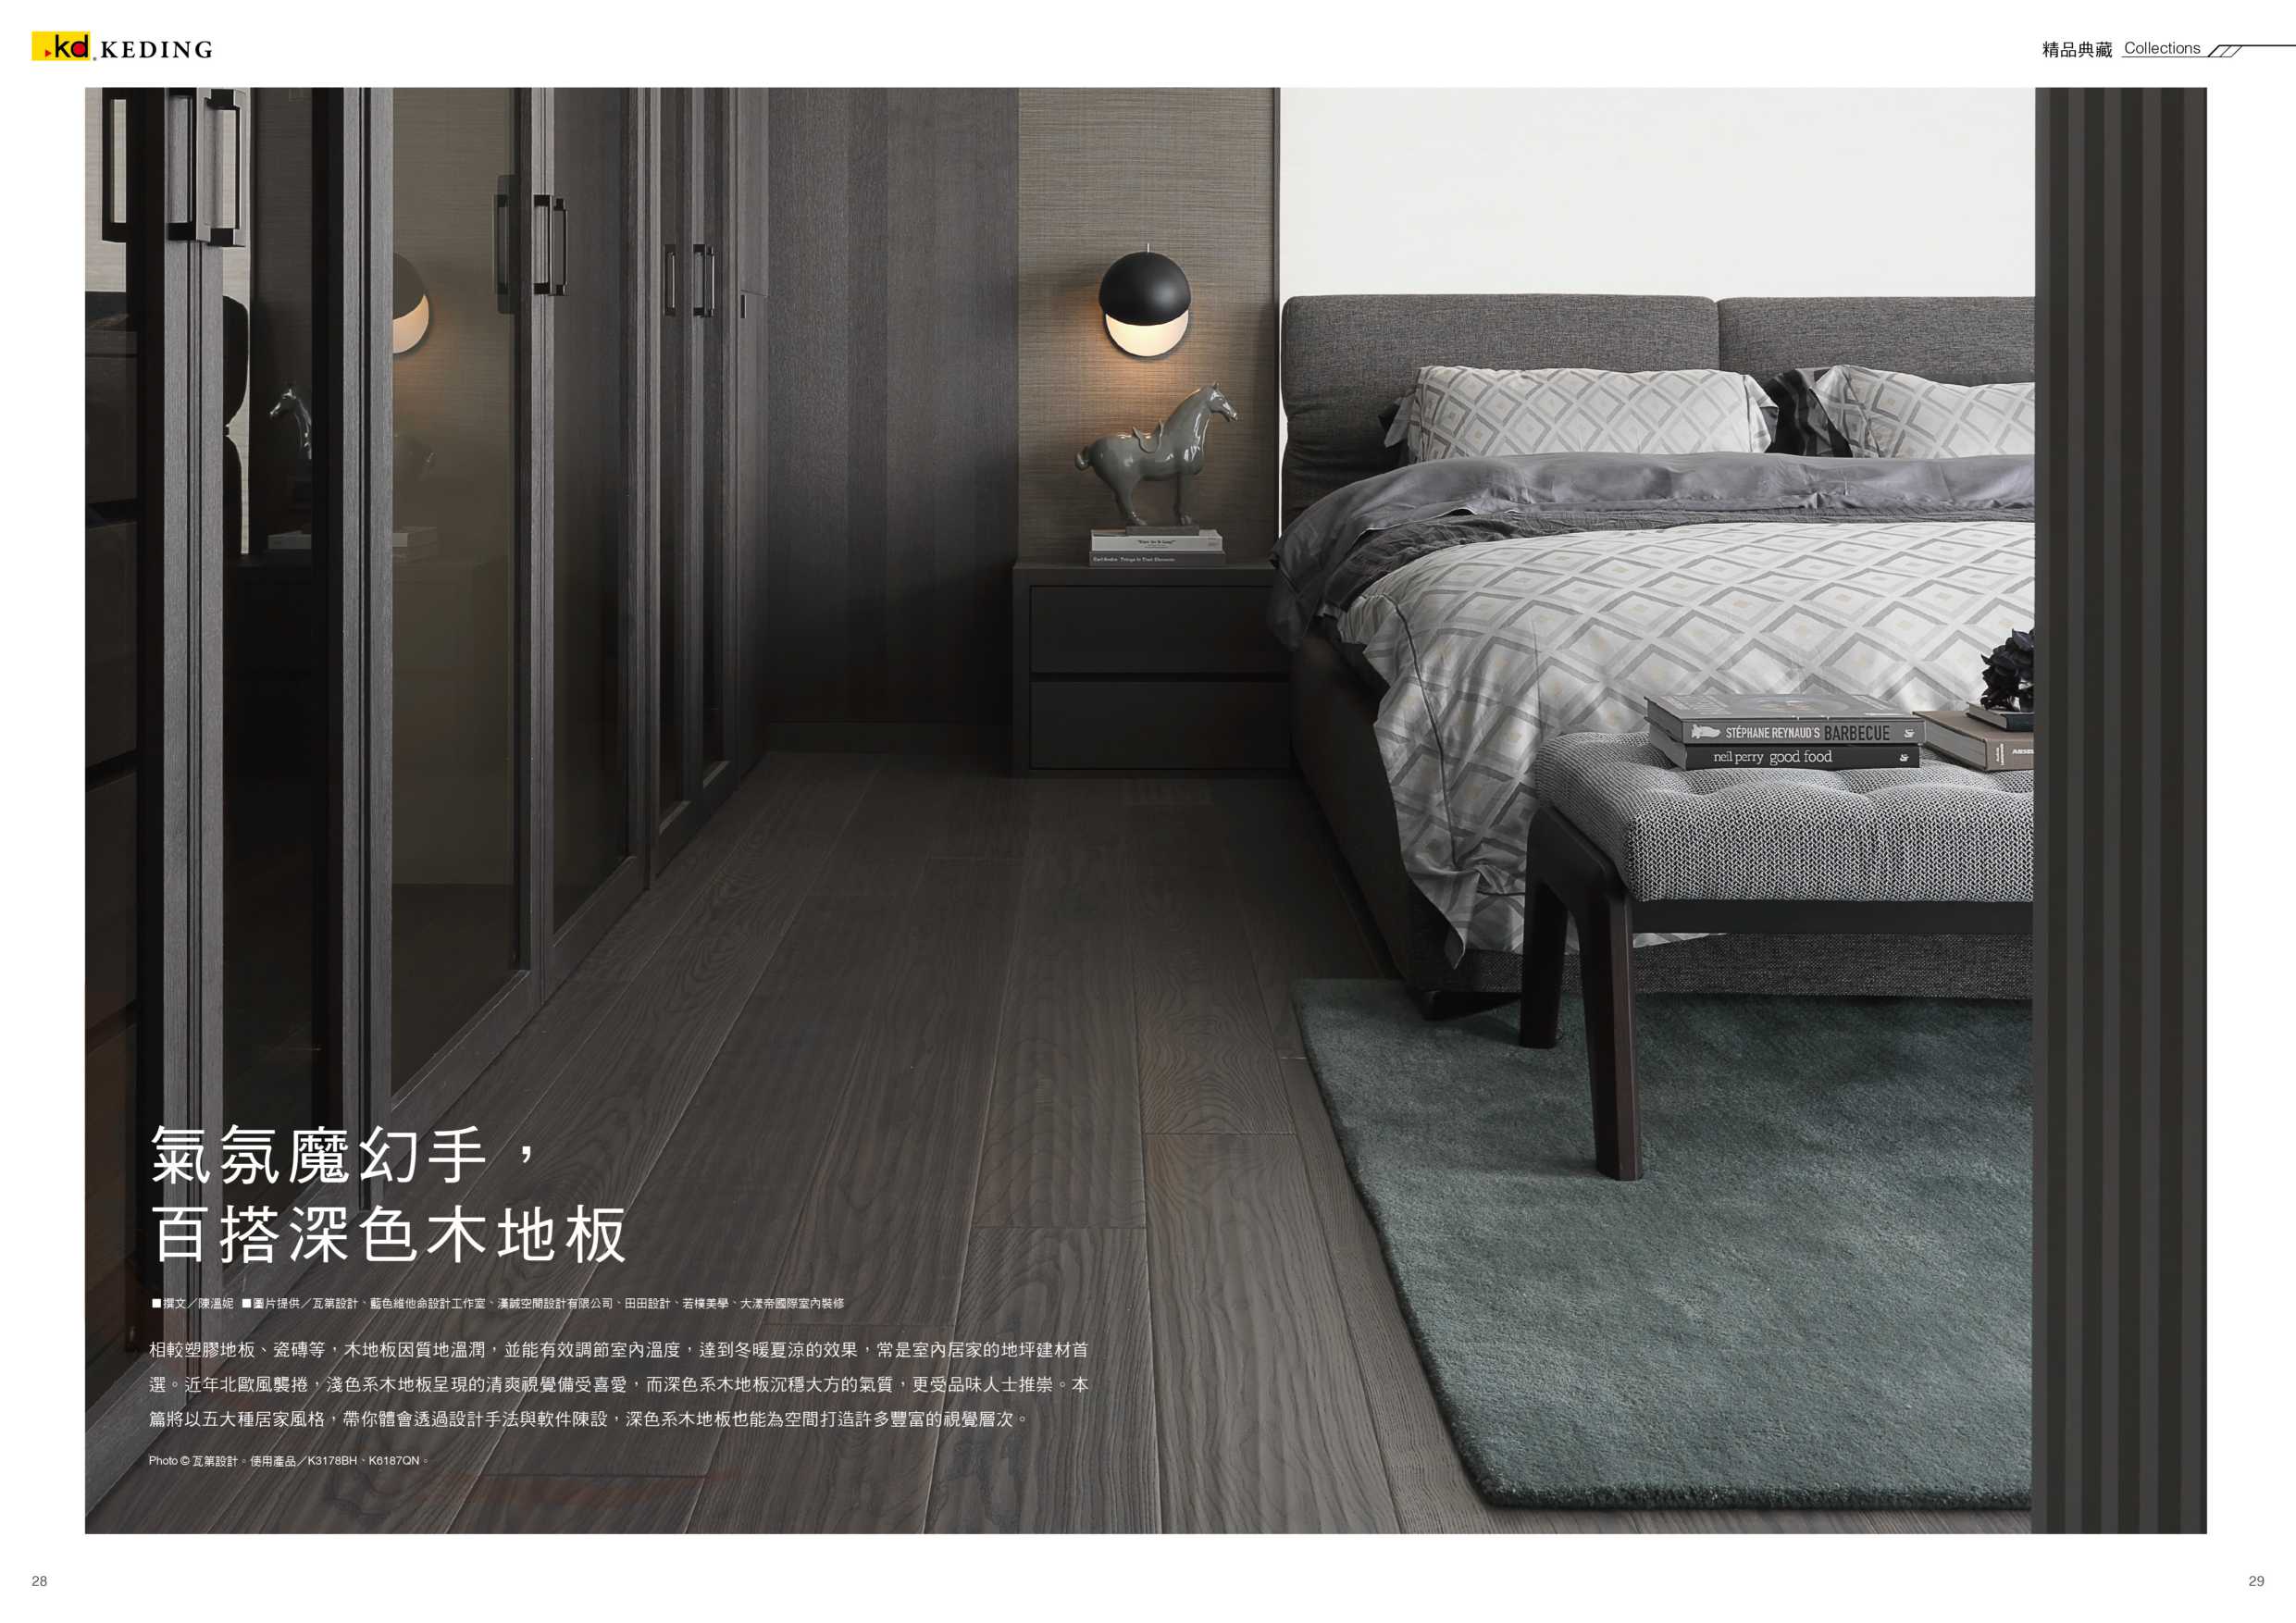 kd KEDING
精品典藏 Collections
STÉPHANE REYNAUD'S BARBECUE
neil perry good food
氣氛魔幻手，
百搭深色木地板
■撰文／陳溫妮 ■圖片提供／瓦第設計、藍色維他命設計工作室、漢誠空間設計有限公司、田田設計、若樸美學、大漾帝國際室內裝修
相較塑膠地板、瓷磚等，木地板因質地溫潤，並能有效調節室內溫度，達到冬暖夏涼的效果，常是室內居家的地坪建材首
選。近年北歐風襲捲，淺色系木地板呈現的清爽視覺備受喜愛，而深色系木地板沉穩大方的氣質，更受品味人士推崇。本
篇將以五大種居家風格，帶你體會透過設計手法與軟件陳設，深色系木地板也能為空間打造許多豐富的視覺層次。
Photo © 瓦第設計。使用產品／K3178BH、K6187QN。
28
29